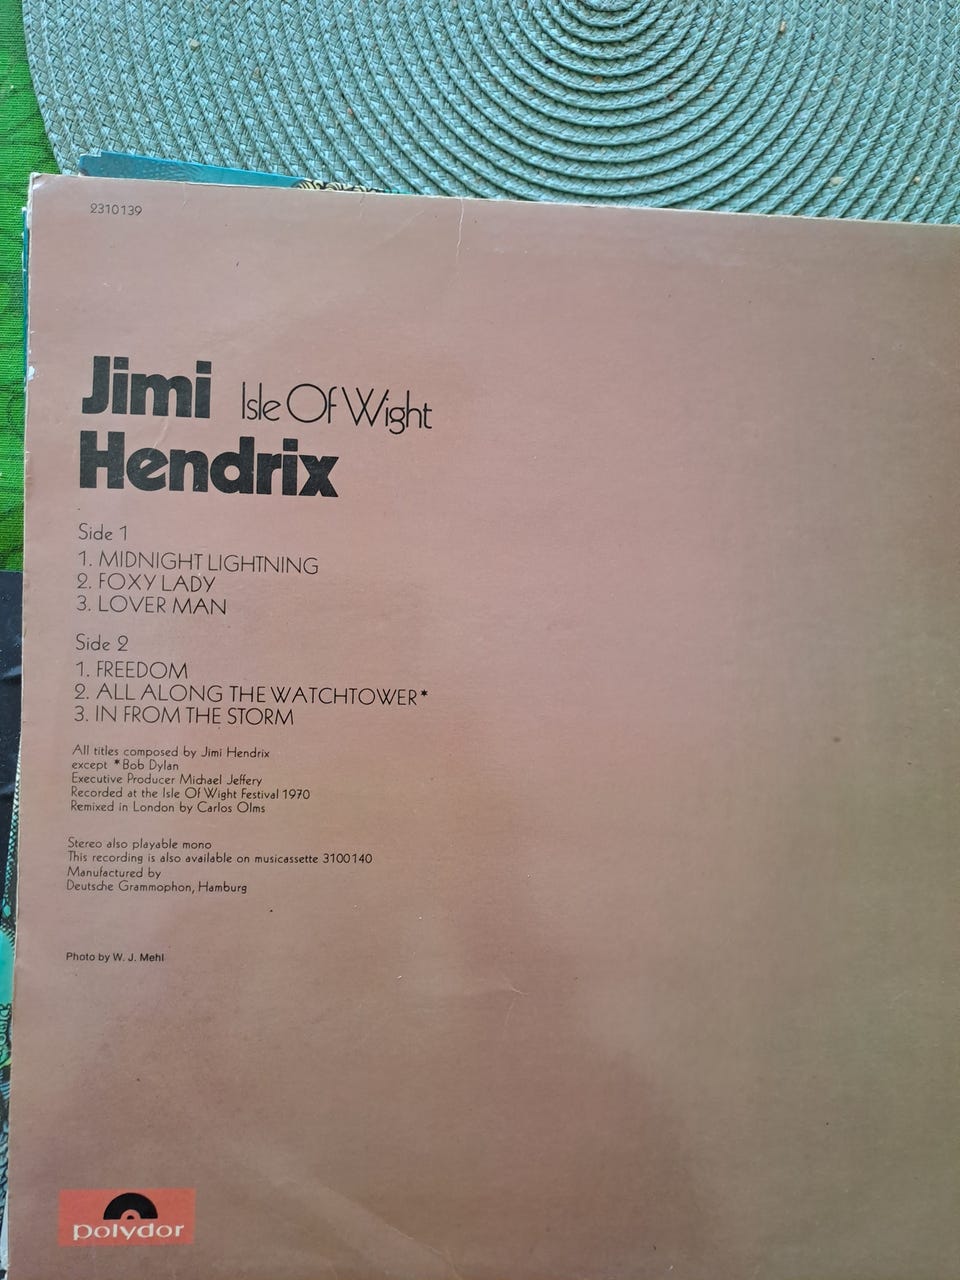 2310139
Jimi Isle Of Wight
Hendrix
Side 1
1. MIDNIGHT LIGHTNING
2. FOXY LADY
3. LOVER MAN
Side 2
1. FREEDOM
2. ALL ALONG THE WATCHTOWER*
3. IN FROM THE STORM
All titles composed by Jimi Hendrix
except *Bob Dylan
Executive Producer Michael Jeffery
Recorded at the Isle Of Wight Festival 1970
Remixed in London by Carlos Olms
Stereo also playable mono
This recording is also available on musicassette 3100140
Manufactured by
Deutsche Grammophon, Hamburg
Photo by W. J. Mehl
polydor